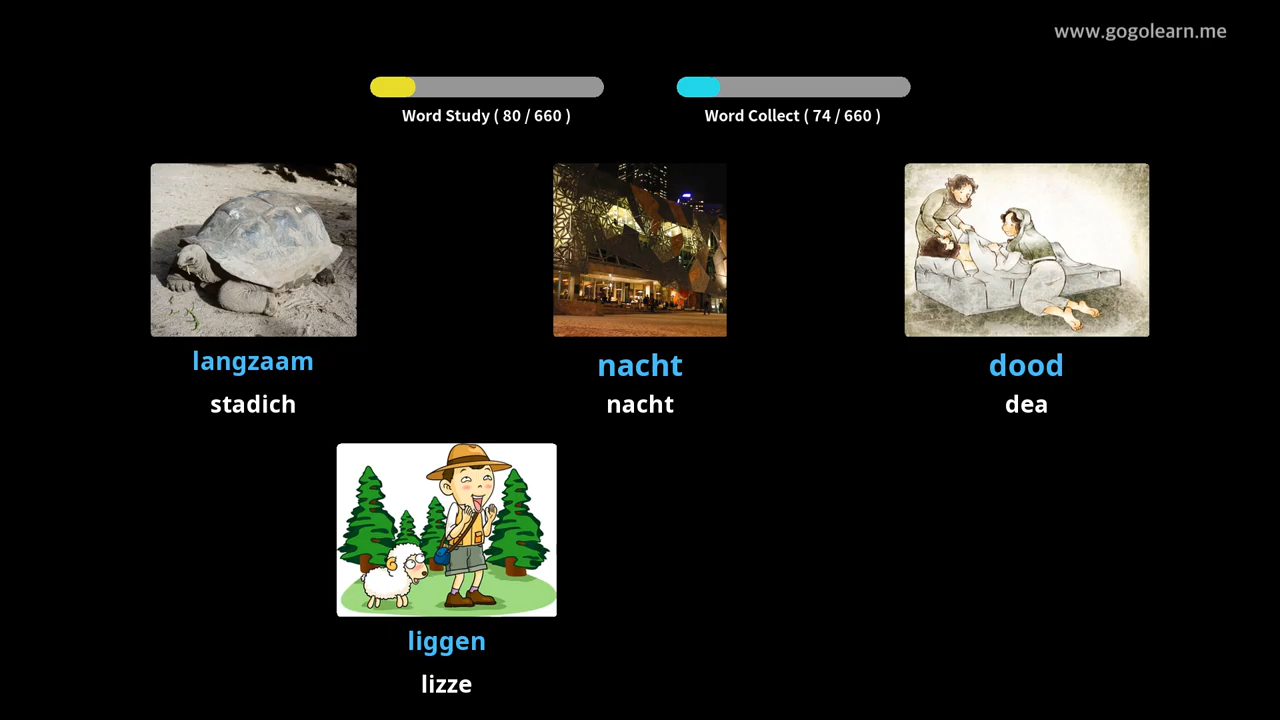 www.gogolearn.me
Word Study ( 80 / 660 )
Word Collect ( 74 / 660 )
langzaam
stadich
nacht
nacht
dood
dea
liggen
lizze